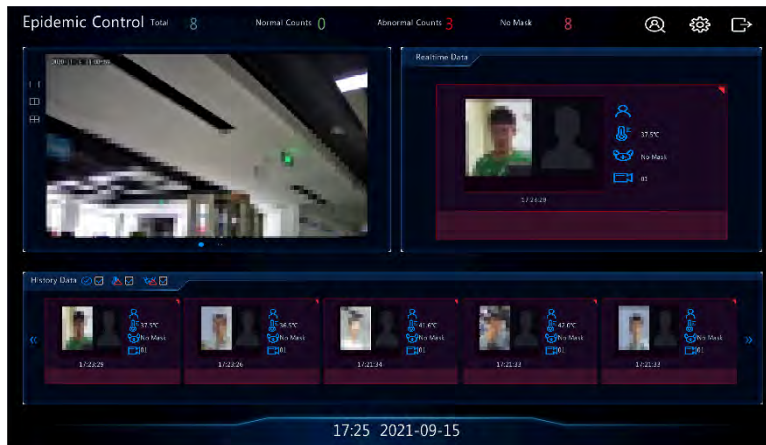 Epidemic Control Total 8 Normal Counts 0 Abnormal Counts 3 No Mask 8
Realtime Data
37.5℃
No Mask
01
17:23:29
History Data
37.5℃ 36.5℃ 41.6℃ 42.0℃ ℃
No Mask No Mask No Mask No Mask No Mask
01 01 01 01 01
17:23:29 17:23:26 17:21:34 17:21:33 17:21:33
17:25 2021-09-15